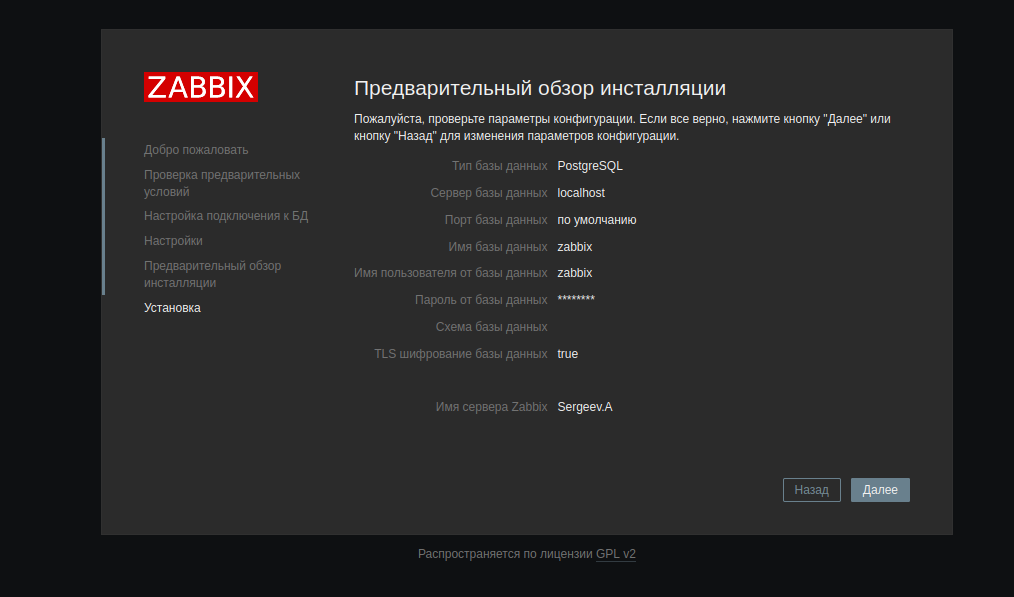 ZABBIX
Предварительный обзор инсталляции
Пожалуйста, проверьте параметры конфигурации. Если все верно, нажмите кнопку "Далее" или
кнопку "Назад" для изменения параметров конфигурации.
Добро пожаловать
Проверка предварительных
условий
Настройка подключения к БД
Настройки
Предварительный обзор
инсталляции
Установка
Тип базы данных PostgreSQL
Сервер базы данных localhost
Порт базы данных по умолчанию
Имя базы данных zabbix
Имя пользователя от базы данных zabbix
Пароль от базы данных ********
Схема базы данных
TLS шифрование базы данных true
Имя сервера Zabbix Sergeev.A
Назад Далее
Распространяется по лицензии GPL v2